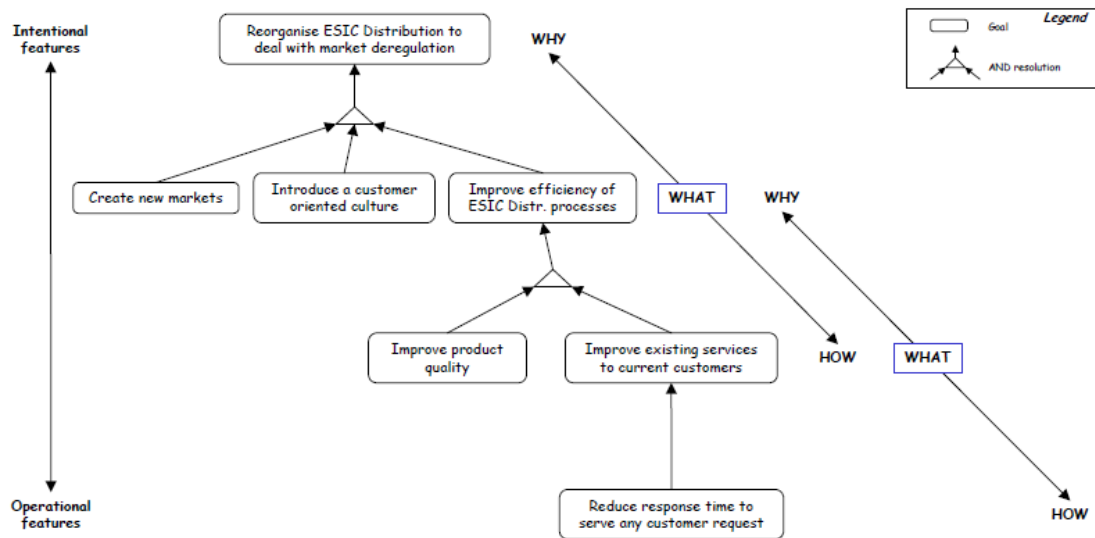 Intentional
features
Reorganise ESIC Distribution to
deal with market deregulation
WHY
Legend
Goal
AND resolution
Create new markets
Introduce a customer
oriented culture
Improve efficiency of
ESIC Distr. processes
WHAT
WHY
Improve product
quality
Improve existing services
to current customers
HOW
WHAT
Operational
features
Reduce response time to
serve any customer request
HOW